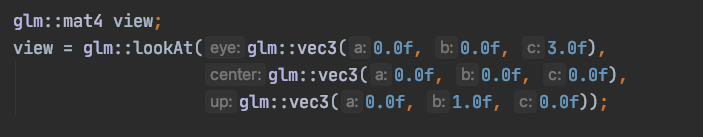 glm::mat4 view;
view = glm::lookAt( eye: glm::vec3( a: 0.0f, b: 0.0f, c: 3.0f),
center: glm::vec3( a: 0.0f, b: 0.0f, c: 0.0f),
up: glm::vec3( a: 0.0f, b: 1.0f, c: 0.0f));